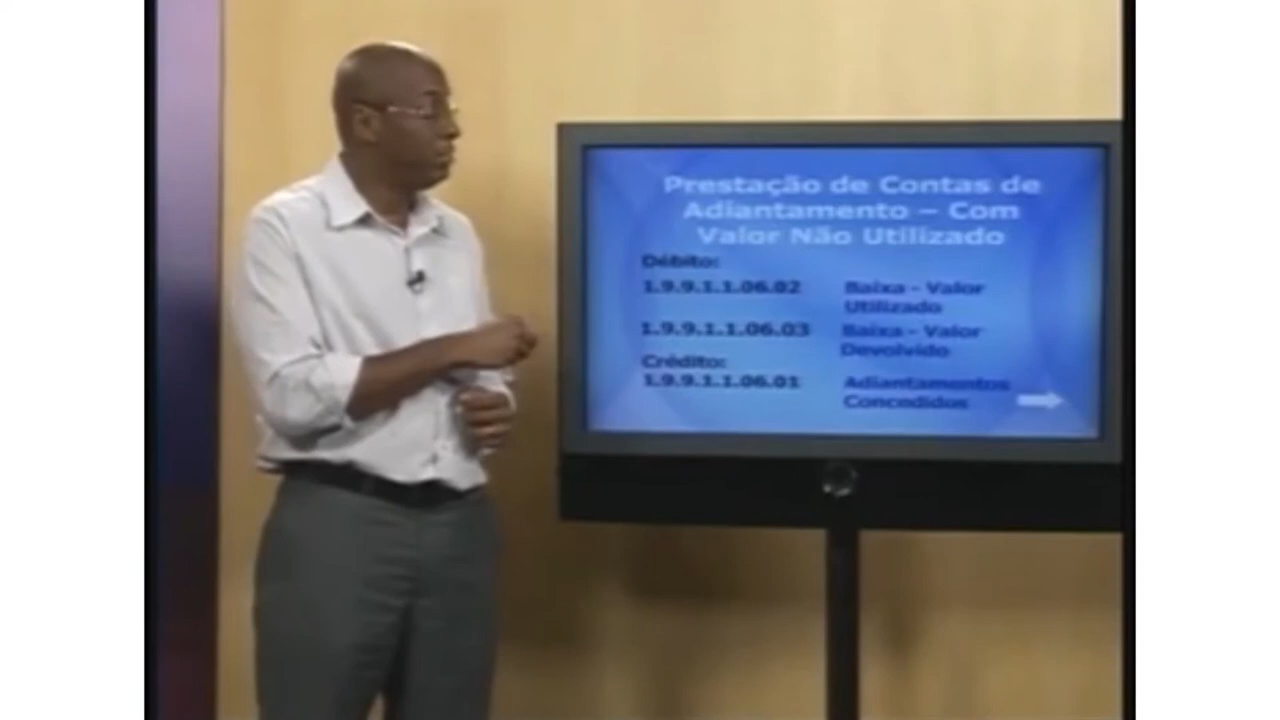 Prestação de Contas de
Adiantamento – Com
Valor Não Utilizado
Débito:
1.9.9.1.1.06.02 Baixa - Valor
Utilizado
1.9.9.1.1.06.03 Baixa - Valor
Devolvido
Crédito:
1.9.9.1.1.06.01 Adiantamentos
Concedidos